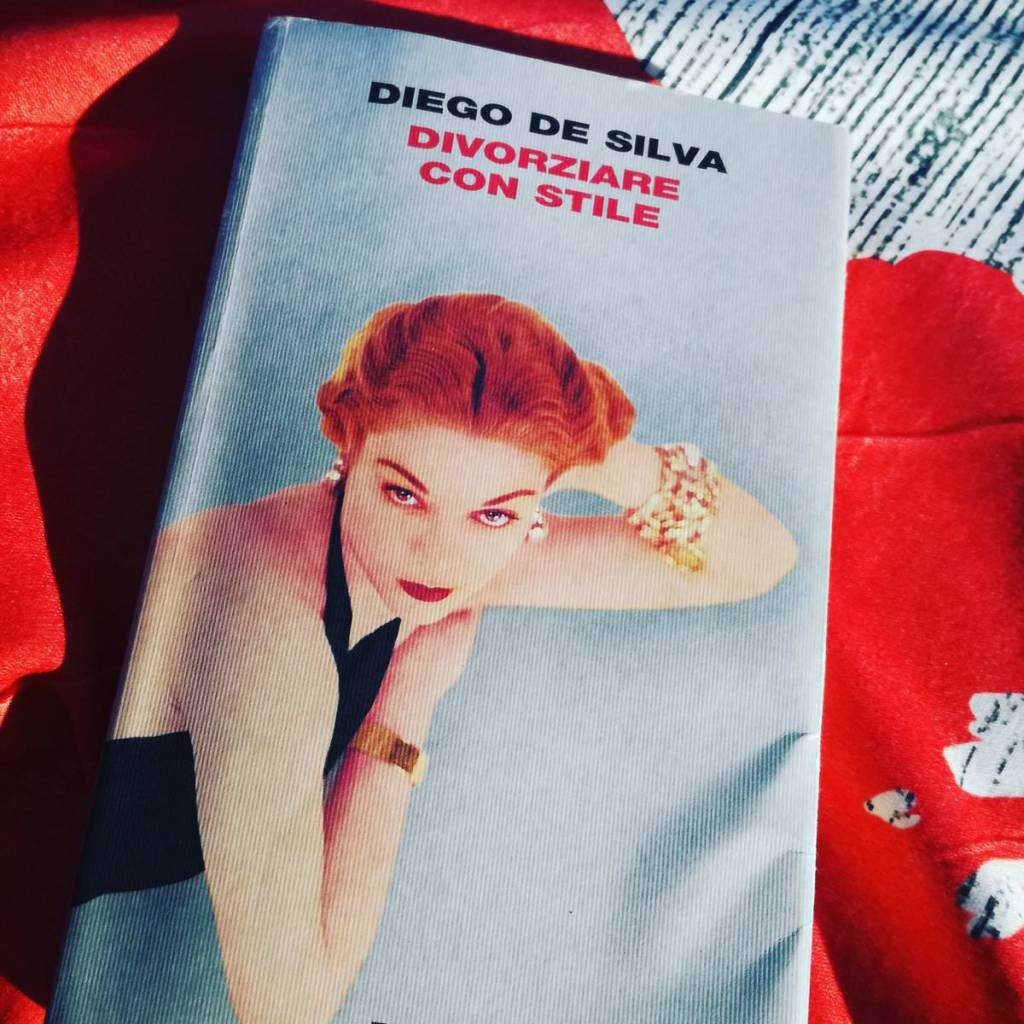 DIEGO DE SILVA
DIVORZIARE
CON STILE